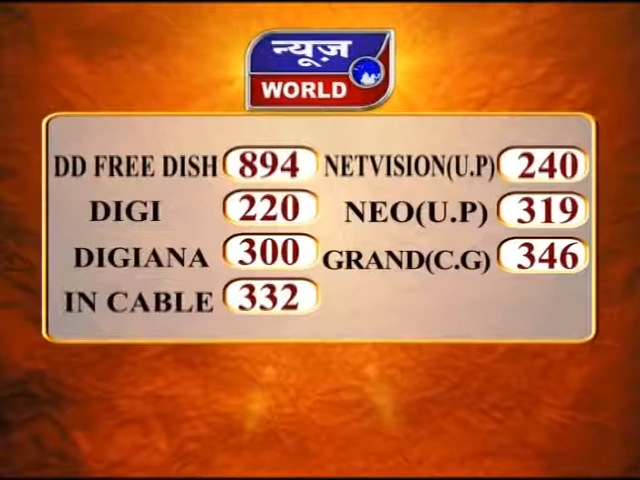 न्यूज़
WORLD
DD FREE DISH 894 NETVISION(U.P) 240
DIGI 220 NEO(U.P) 319
DIGIANA 300 GRAND(C.G) 346
IN CABLE 332